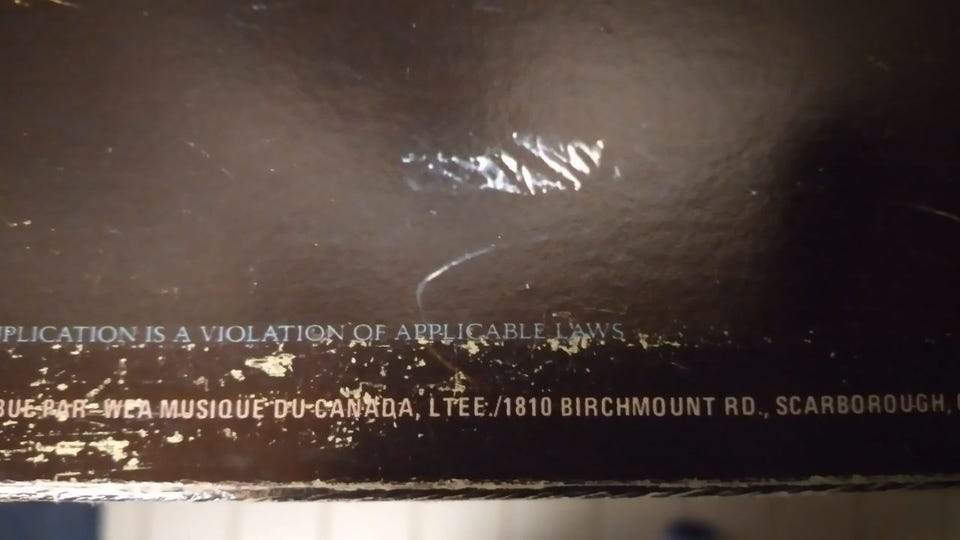 UPLICATION IS A VIOLATION OF APPLICABLE LAWS
BUE PAR WEA MUSIQUE DU CANADA, LTEE./1810 BIRCHMOUNT RD., SCARBOROUGH,